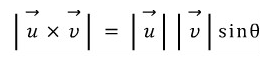 |u⃗ × v⃗| = |u⃗| |v⃗| sinθ